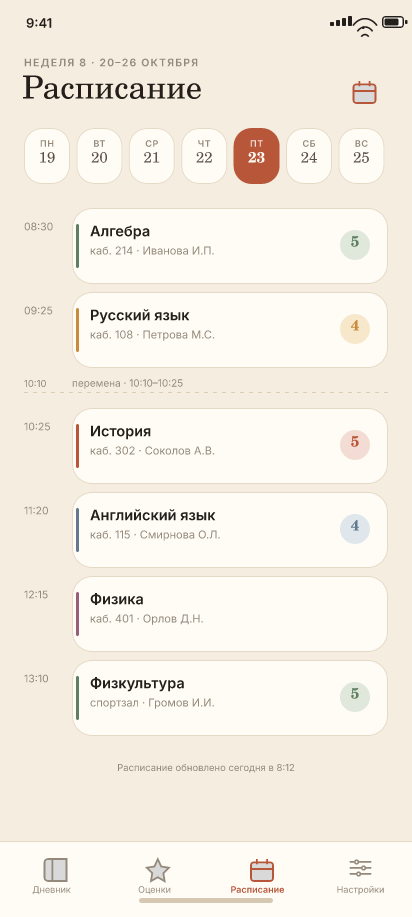 9:41
НЕДЕЛЯ 8 · 20–26 ОКТЯБРЯ
Расписание
ПН ВТ СР ЧТ ПТ СБ ВС
19 20 21 22 23 24 25
08:30 Алгебра 5
каб. 214 · Иванова И.П.
09:25 Русский язык 4
каб. 108 · Петрова М.С.
10:10 перемена · 10:10–10:25
10:25 История 5
каб. 302 · Соколов А.В.
11:20 Английский язык 4
каб. 115 · Смирнова О.Л.
12:15 Физика
каб. 401 · Орлов Д.Н.
13:10 Физкультура 5
спортзал · Громов И.И.
Расписание обновлено сегодня в 8:12
Дневник Оценки Расписание Настройки